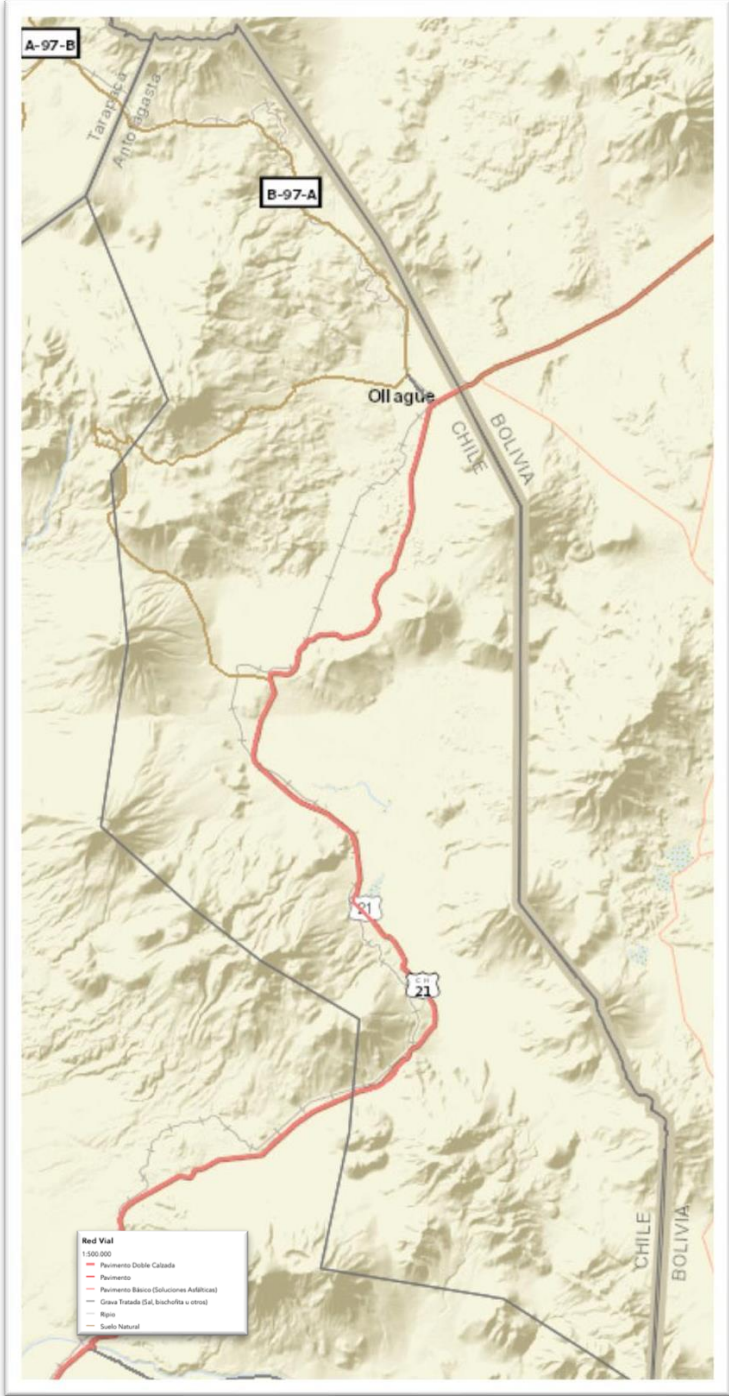 A-97-B
Tarapacá
Antofagasta
B-97-A
Ollagüe
CHILE
BOLIVIA
21
CH
21
CHILE
BOLIVIA
Red Vial
1:500.000
Pavimento Doble Calzada
Pavimento
Pavimento Básico (Soluciones Asfálticas)
Grava Tratada (Sal, bischofita u otros)
Ripio
Suelo Natural